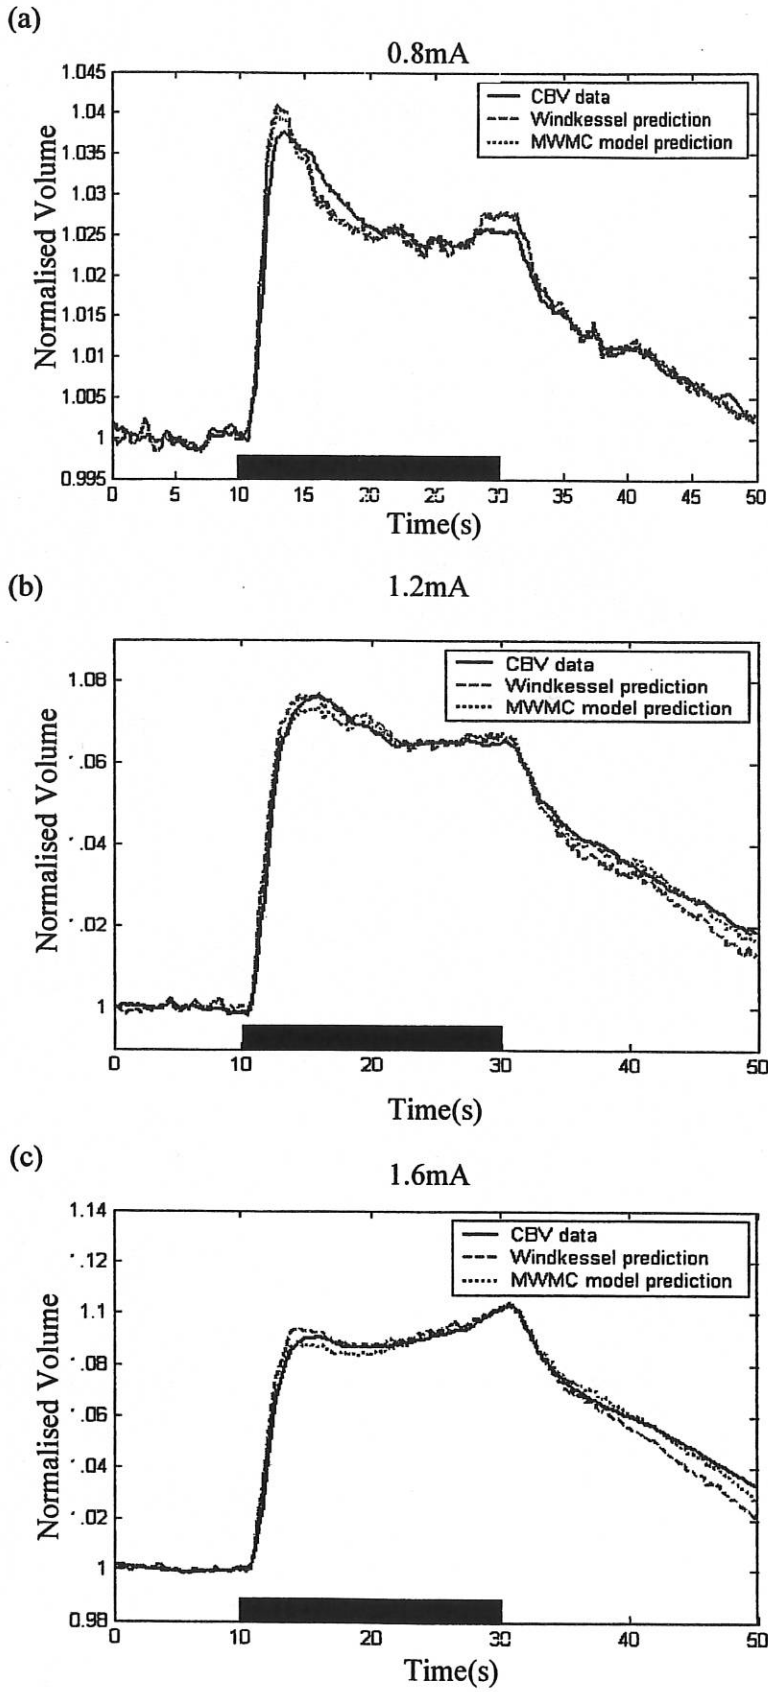 (a)
0.8mA
1.045
1.04
1.035
1.03
1.025
1.02
1.015
1.01
1.005
1
0.995
Normalised Volume
CBV data
Windkessel prediction
MWMC model prediction
0 5 10 15 20 25 30 35 40 45 50
Time(s)
(b)
1.2mA
1.08
.06
.04
.02
1
Normalised Volume
CBV data
Windkessel prediction
MWMC model prediction
0 10 20 30 40 50
Time(s)
(c)
1.6mA
1.14
.12
1.1
.08
.06
.04
.02
1
0.98
Normalised Volume
CBV data
Windkessel prediction
MWMC model prediction
0 10 20 30 40 50
Time(s)